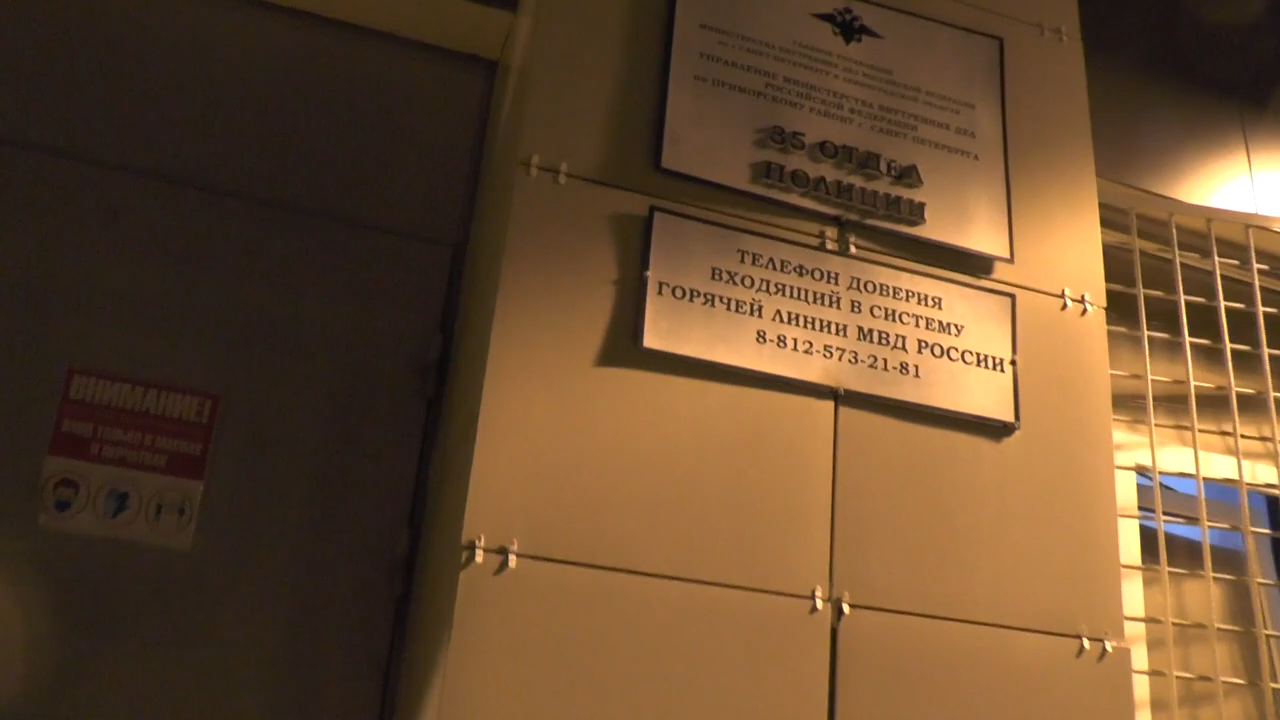 ГЛАВНОЕ УПРАВЛЕНИЕ
МИНИСТЕРСТВА ВНУТРЕННИХ ДЕЛ РОССИЙСКОЙ ФЕДЕРАЦИИ
по г. САНКТ-ПЕТЕРБУРГУ и ЛЕНИНГРАДСКОЙ ОБЛАСТИ
УПРАВЛЕНИЕ МИНИСТЕРСТВА ВНУТРЕННИХ ДЕЛ
РОССИЙСКОЙ ФЕДЕРАЦИИ
по ПРИМОРСКОМУ РАЙОНУ г. САНКТ-ПЕТЕРБУРГА
35 ОТДЕЛ
ПОЛИЦИИ
ТЕЛЕФОН ДОВЕРИЯ
ВХОДЯЩИЙ В СИСТЕМУ
ГОРЯЧЕЙ ЛИНИИ МВД РОССИИ
8-812-573-21-81
ВНИМАНИЕ!
ВХОД ТОЛЬКО В МАСКАХ
И ПЕРЧАТКАХ